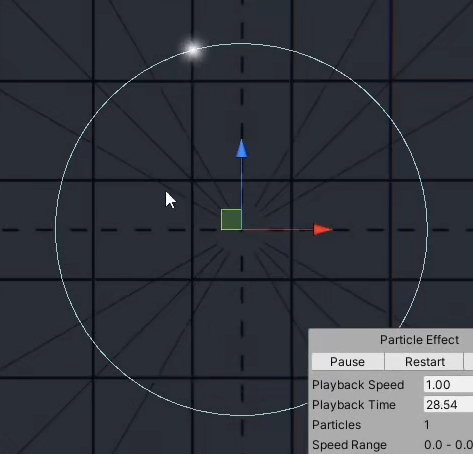 Particle Effect
Pause Restart
Playback Speed 1.00
Playback Time 28.54
Particles 1
Speed Range 0.0 - 0.0